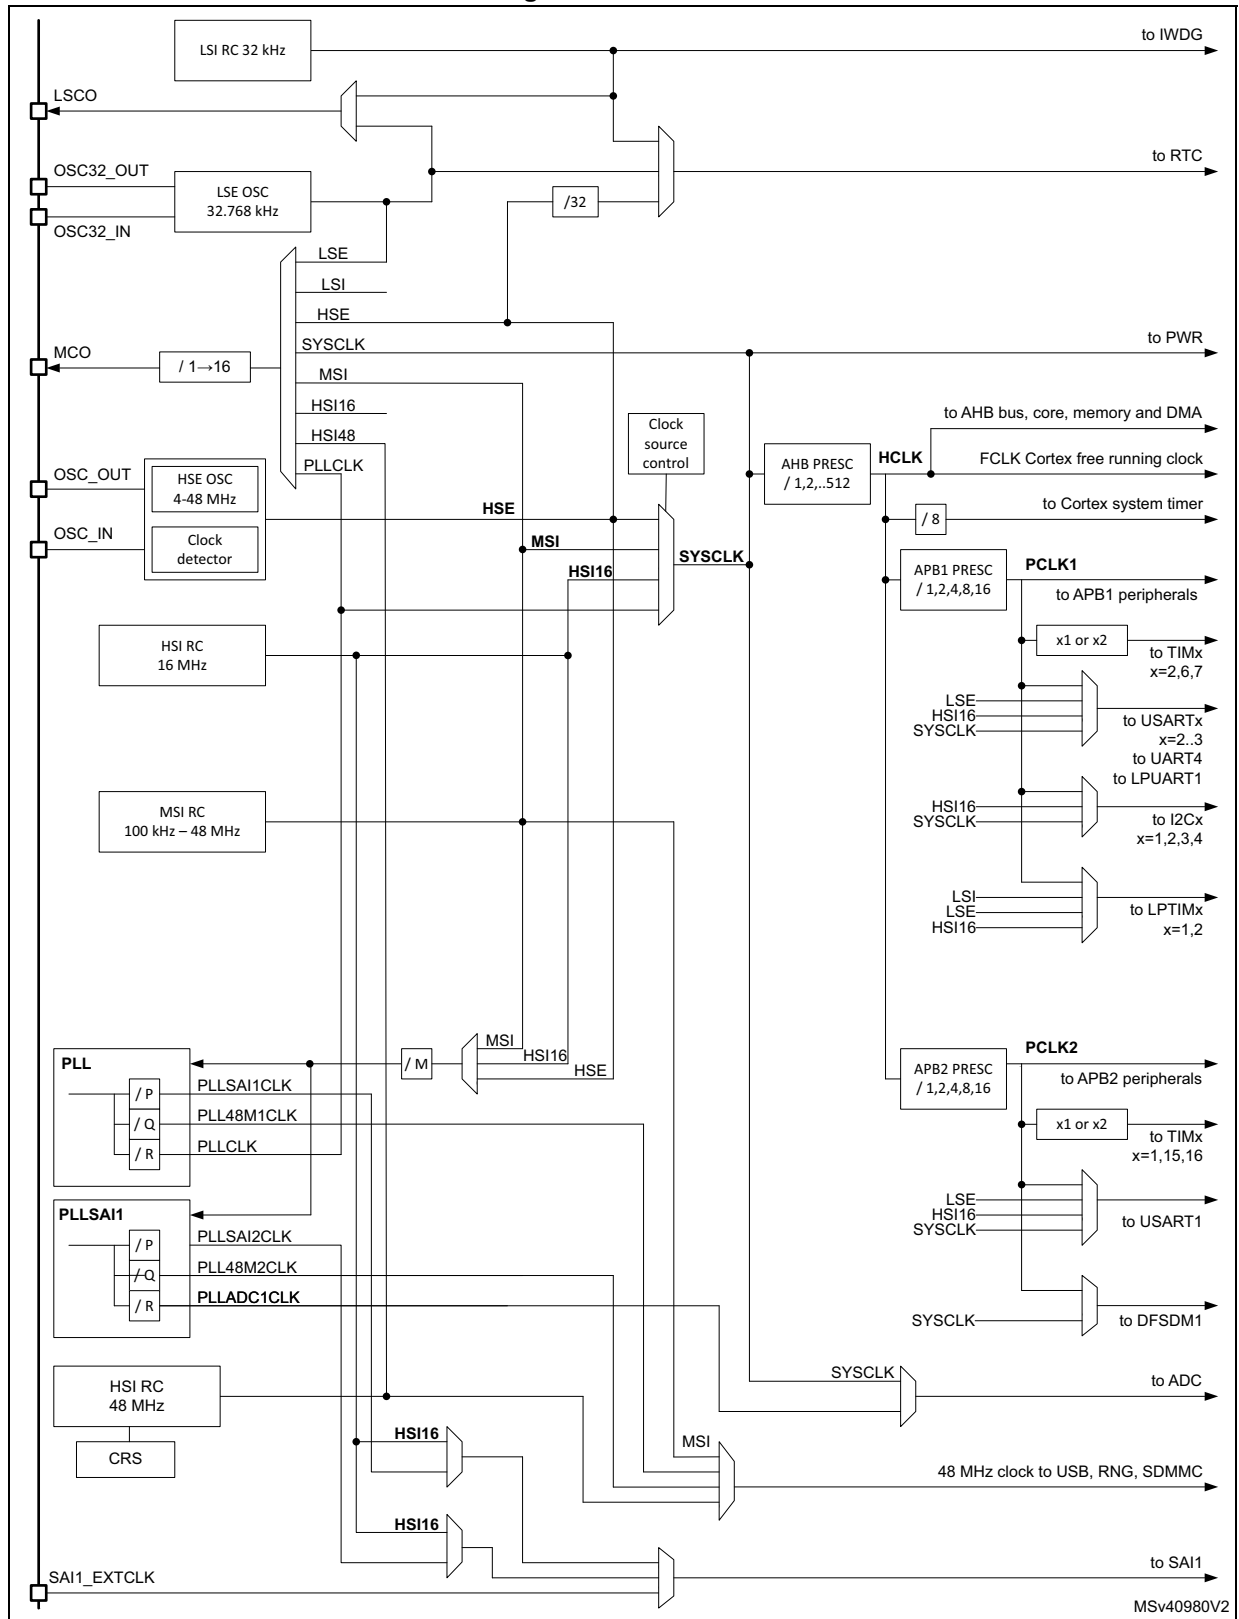 LSI RC 32 kHz
to IWDG
LSCO
OSC32_OUT
to RTC
LSE OSC
32.768 kHz
/32
OSC32_IN
LSE
LSI
HSE
SYSCLK
to PWR
MCO
/ 1→16
MSI
HSI16
HSI48
PLLCLK
Clock
source
control
to AHB bus, core, memory and DMA
AHB PRESC
/ 1,2,..512
HCLK
FCLK Cortex free running clock
OSC_OUT
HSE OSC
4-48 MHz
HSE
/ 8
to Cortex system timer
OSC_IN
Clock
detector
MSI
HSI16
SYSCLK
APB1 PRESC
/ 1,2,4,8,16
PCLK1
to APB1 peripherals
HSI RC
16 MHz
x1 or x2
to TIMx
x=2,6,7
LSE
HSI16
SYSCLK
to USARTx
x=2..3
to UART4
to LPUART1
MSI RC
100 kHz – 48 MHz
HSI16
SYSCLK
to I2Cx
x=1,2,3,4
LSI
LSE
HSI16
to LPTIMx
x=1,2
PLL
/ M
MSI
HSI16
HSE
/ P
PLLSAI1CLK
/ Q
PLL48M1CLK
/ R
PLLCLK
APB2 PRESC
/ 1,2,4,8,16
PCLK2
to APB2 peripherals
x1 or x2
to TIMx
x=1,15,16
PLLSAI1
/ P
PLLSAI2CLK
/ Q
PLL48M2CLK
/ R
PLLADC1CLK
LSE
HSI16
SYSCLK
to USART1
SYSCLK
to DFSDM1
HSI RC
48 MHz
CRS
SYSCLK
to ADC
HSI16
MSI
48 MHz clock to USB, RNG, SDMMC
HSI16
SAI1_EXTCLK
to SAI1
MSv40980V2